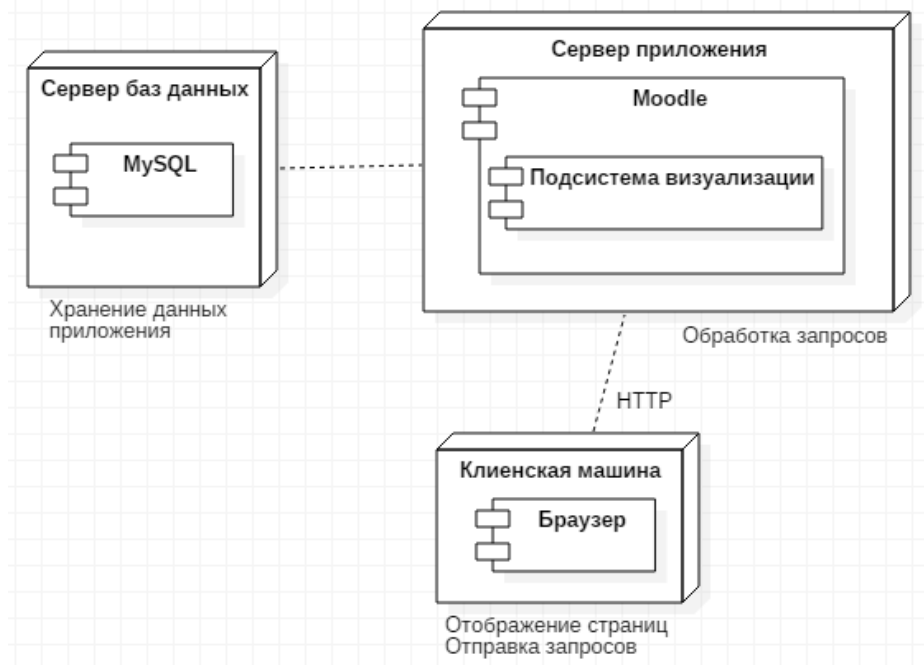 Сервер баз данных
MySQL
Хранение данных
приложения
Сервер приложения
Moodle
Подсистема визуализации
Обработка запросов
HTTP
Клиенская машина
Браузер
Отображение страниц
Отправка запросов